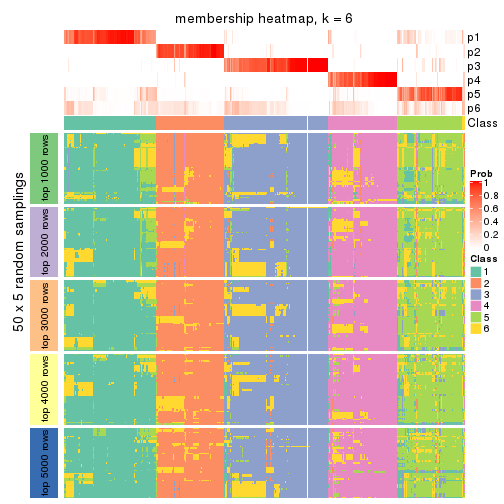 membership heatmap, k = 6
p1
p2
p3
p4
p5
p6
Class
50 x 5 random samplings
top 1000 rows
top 2000 rows
top 3000 rows
top 4000 rows
top 5000 rows
Prob
1
0.8
0.6
0.4
0.2
0
Class
1
2
3
4
5
6